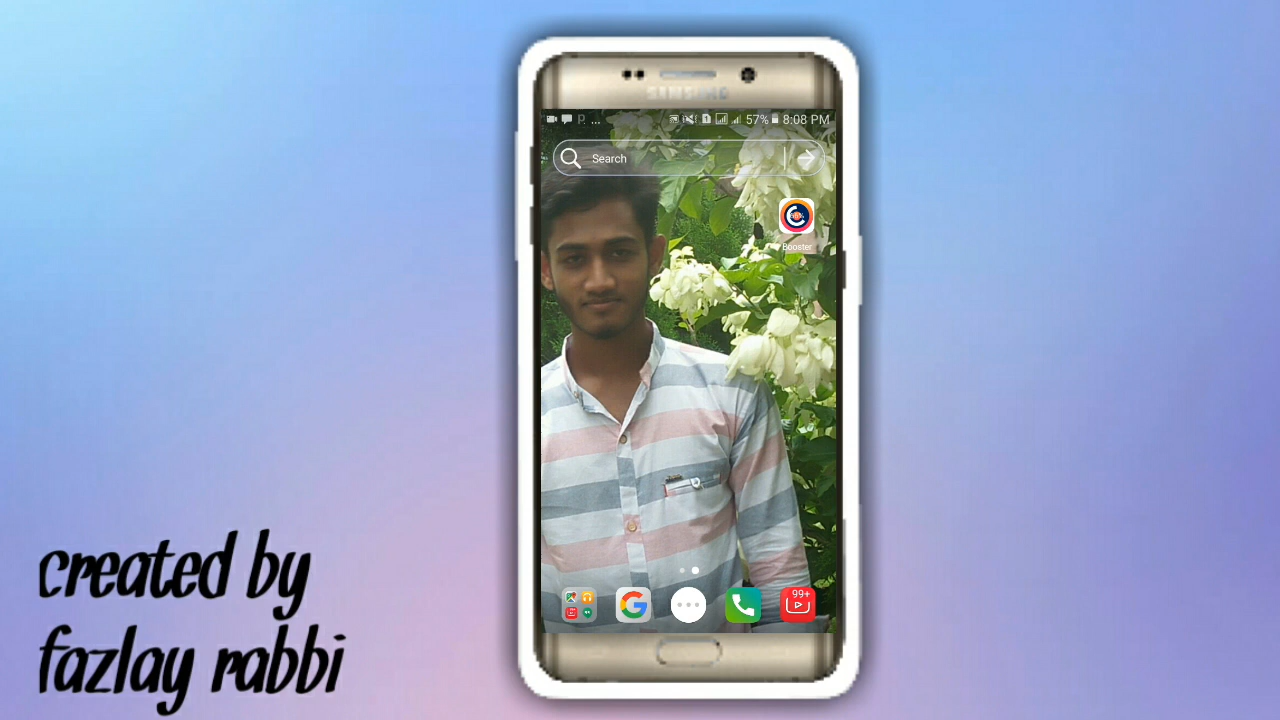 SAMSUNG
57% 8:08 PM
Search
Booster
99+
created by
fazlay rabbi